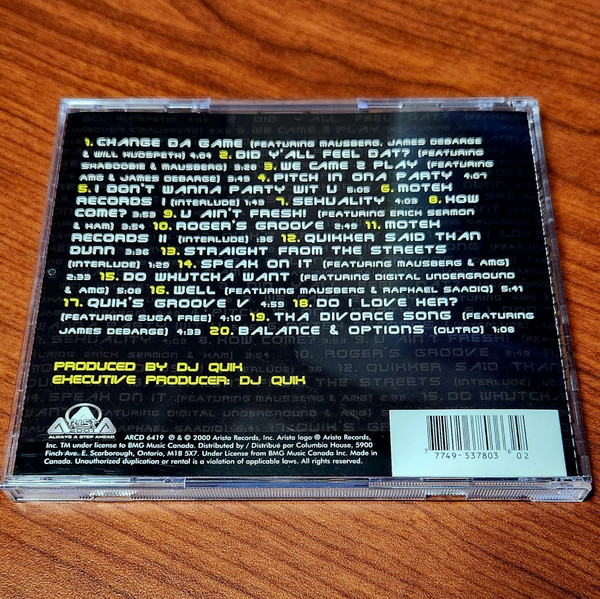 1. CHANGE DA GAME (FEATURING MAUSBERG, JAMES DEBARGE
& WILL HUDSPETH) 4:04 2. DID Y'ALL FEEL DAT? (FEATURING
SHABOOBIE & MAUSBERG) 3:20 3. WE CAME 2 PLAY (FEATURING
AMG & JAMES DEBARGE) 3:49 4. PITCH IT ONA PARTY 4:07
5. I DON'T WANNA PARTY WIT U 5:05 6. MOTEX
RECORDS I (INTERLUDE) 1:43 7. SEXUALITY 4:03 8. HOW
COME? 3:53 9. U AIN'T FRESH! (FEATURING ERICK SERMON
& KAM) 3:54 10. ROGER'S GROOVE 2:49 11. MOTEX
RECORDS II (INTERLUDE) :36 12. QUIKKER SAID THAN
DUNN 3:36 13. STRAIGHT FROM THE STREETS
(INTERLUDE) 1:29 14. SPEAK ON IT (FEATURING MAUSBERG & AMG)
2:33 15. DO WHUTCHA WANT (FEATURING DIGITAL UNDERGROUND
& AMG) 5:08 16. WELL (FEATURING MAUSBERG & RAPHAEL SAADIQ) 5:41
17. QUIK'S GROOVE V 4:59 18. DO I LOVE HER?
(FEATURING SUGA FREE) 4:10 19. THA DIVORCE SONG (FEATURING
JAMES DEBARGE) 4:33 20. BALANCE & OPTIONS (OUTRO) 1:08
PRODUCED BY DJ QUIK
EXECUTIVE PRODUCER: DJ QUIK
ARISTA
ALWAYS A STEP AHEAD
ARCD 6419 ℗ & © 2000 Arista Records, Inc. Arista logo ® Arista Records,
Inc. TM under license to BMG Music Canada. Distributed by / Distribué par Columbia House, 5900
Finch Ave. E. Scarborough, Ontario, M1B 5X7. Under License from BMG Music Canada Inc. Made in
Canada. Unauthorized duplication or rental is a violation of applicable laws. All rights reserved.
7 7749-537803 6 02